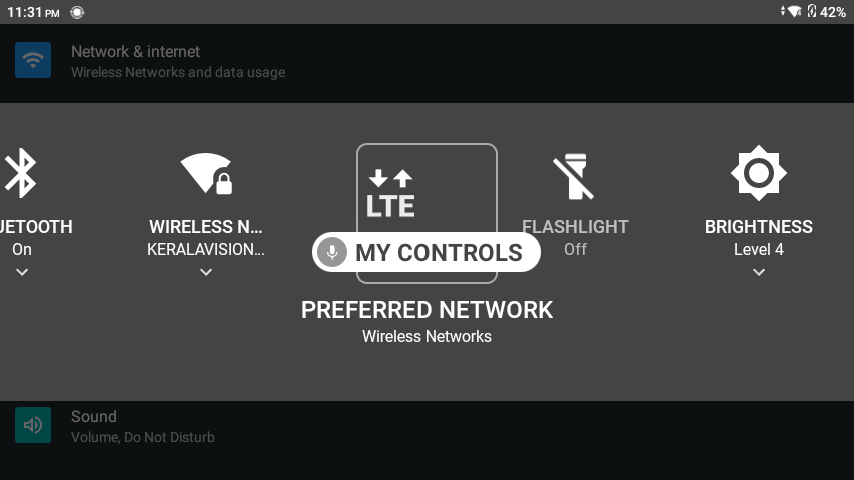 11:31 PM
42%
Network & internet
Wireless Networks and data usage
LTE
UETOOTH
WIRELESS N...
FLASHLIGHT
BRIGHTNESS
On
KERALAVISION...
MY CONTROLS
Off
Level 4
PREFERRED NETWORK
Wireless Networks
Sound
Volume, Do Not Disturb